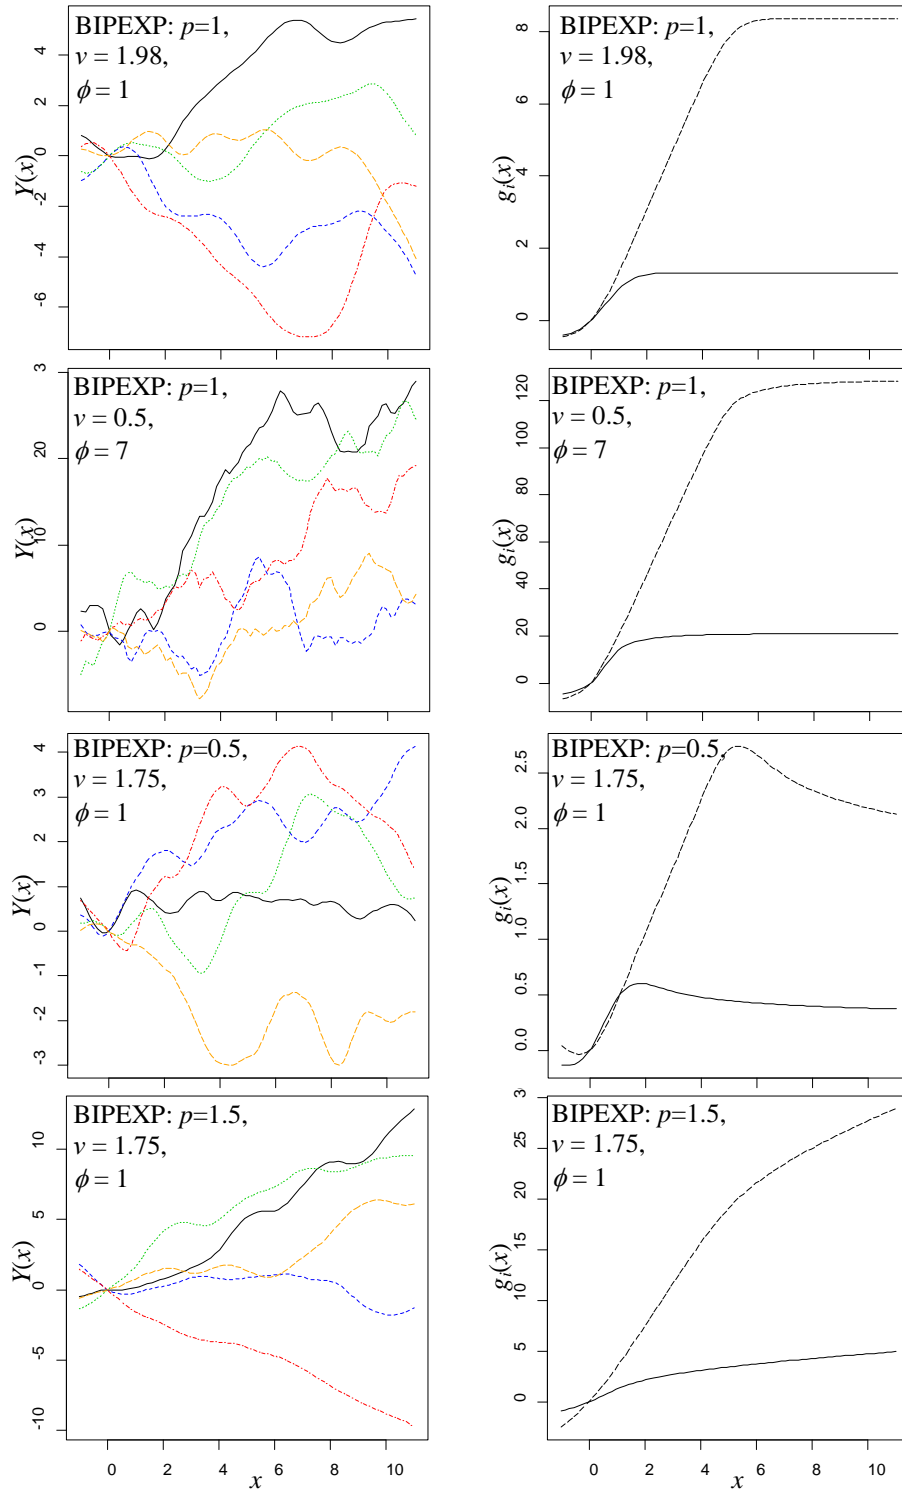 BIPEXP: p=1,
ν = 1.98,
ϕ = 1
Y(x)
4
2
0
-2
-4
-6
BIPEXP: p=1,
ν = 1.98,
ϕ = 1
g_i(x)
8
6
4
2
0
BIPEXP: p=1,
ν = 0.5,
ϕ = 7
Y(x)
3
20
10
0
BIPEXP: p=1,
ν = 0.5,
ϕ = 7
g_i(x)
120
100
80
60
40
20
0
BIPEXP: p=0.5,
ν = 1.75,
ϕ = 1
Y(x)
4
3
2
1
0
-1
-2
-3
BIPEXP: p=0.5,
ν = 1.75,
ϕ = 1
g_i(x)
2.5
2.0
1.5
1.0
0.5
0.0
BIPEXP: p=1.5,
ν = 1.75,
ϕ = 1
Y(x)
10
5
0
-5
-10
0 2 4 6 8 10
x
BIPEXP: p=1.5,
ν = 1.75,
ϕ = 1
g_i(x)
3
25
20
15
10
5
0
0 2 4 6 8 10
x